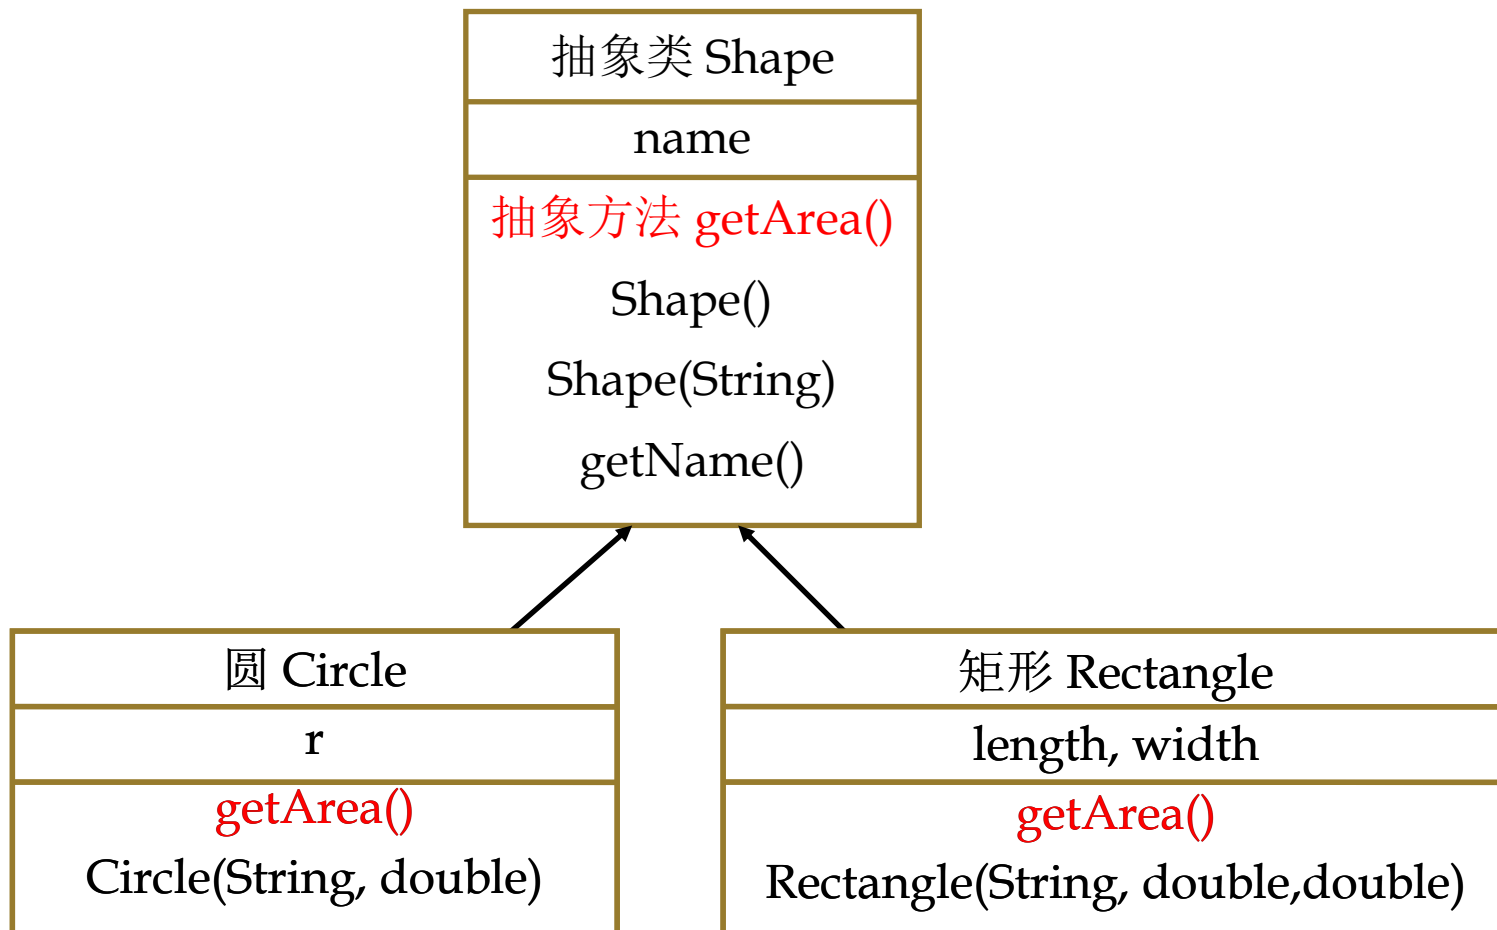 抽象类 Shape
name
抽象方法 getArea()
Shape()
Shape(String)
getName()
圆 Circle
r
getArea()
Circle(String, double)
矩形 Rectangle
length, width
getArea()
Rectangle(String, double,double)